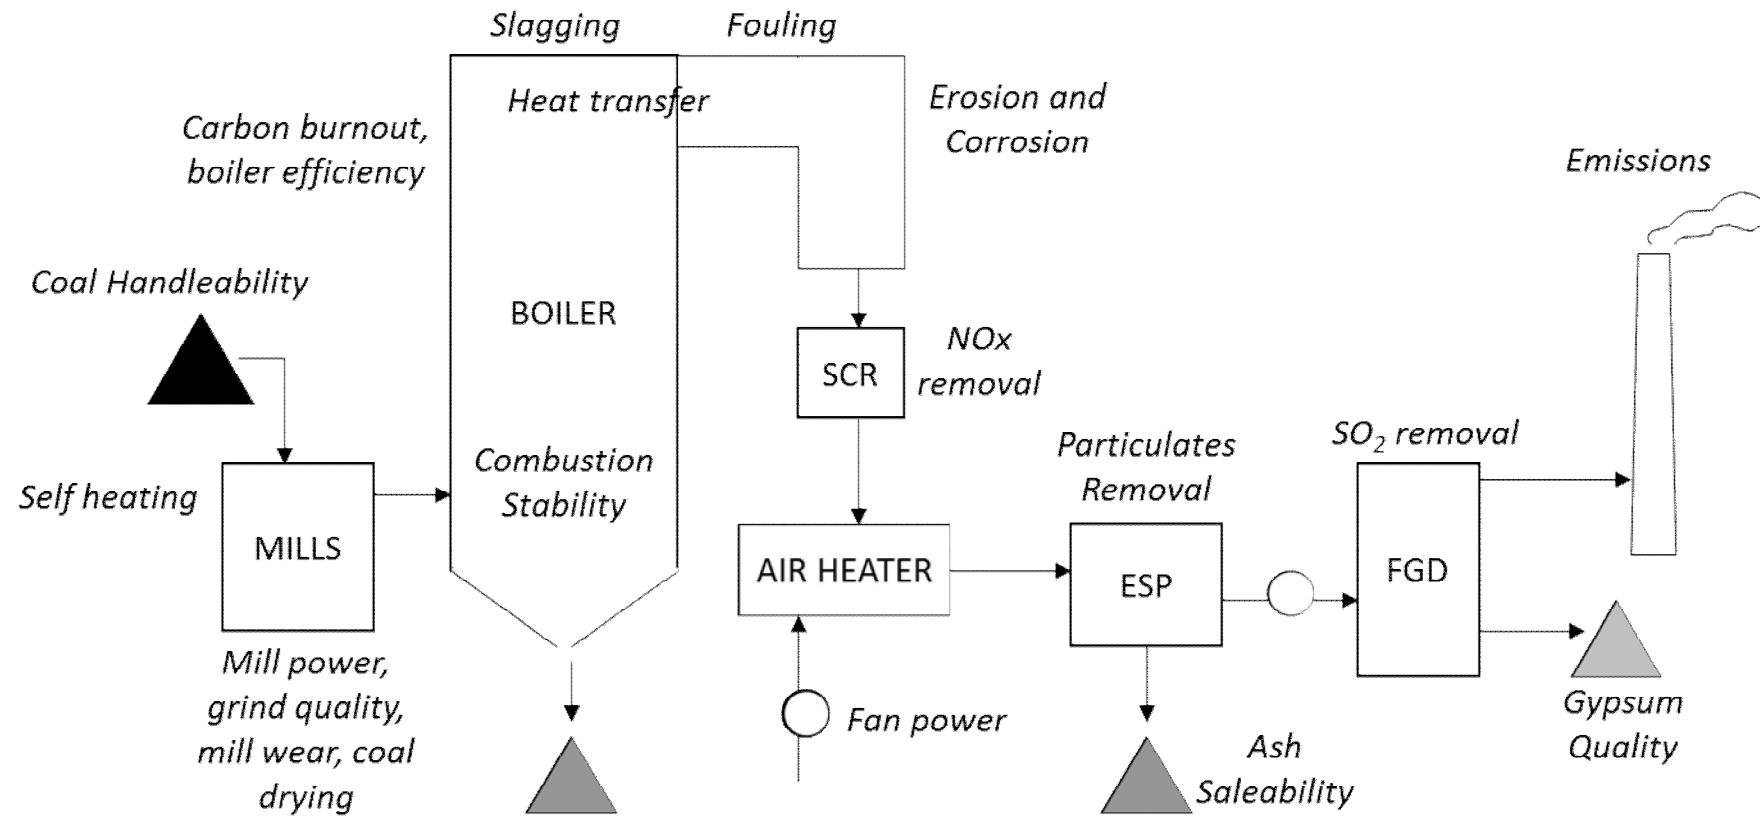 Slagging
Fouling
Heat transfer
Erosion and
Corrosion
Carbon burnout,
boiler efficiency
Emissions
Coal Handleability
BOILER
SCR
NOx
removal
Combustion
Stability
Self heating
MILLS
Particulates
Removal
SO₂ removal
AIR HEATER
ESP
FGD
Mill power,
grind quality,
mill wear, coal
drying
Fan power
Ash
Saleability
Gypsum
Quality